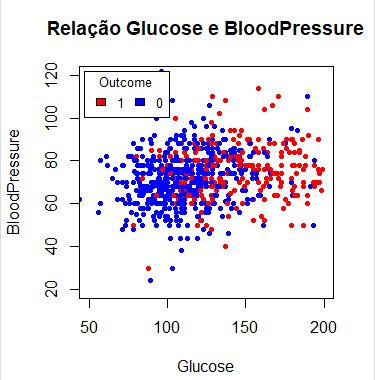 Relação Glucose e BloodPressure
Outcome
1 0
BloodPressure
120
100
80
60
40
20
50 100 150 200
Glucose